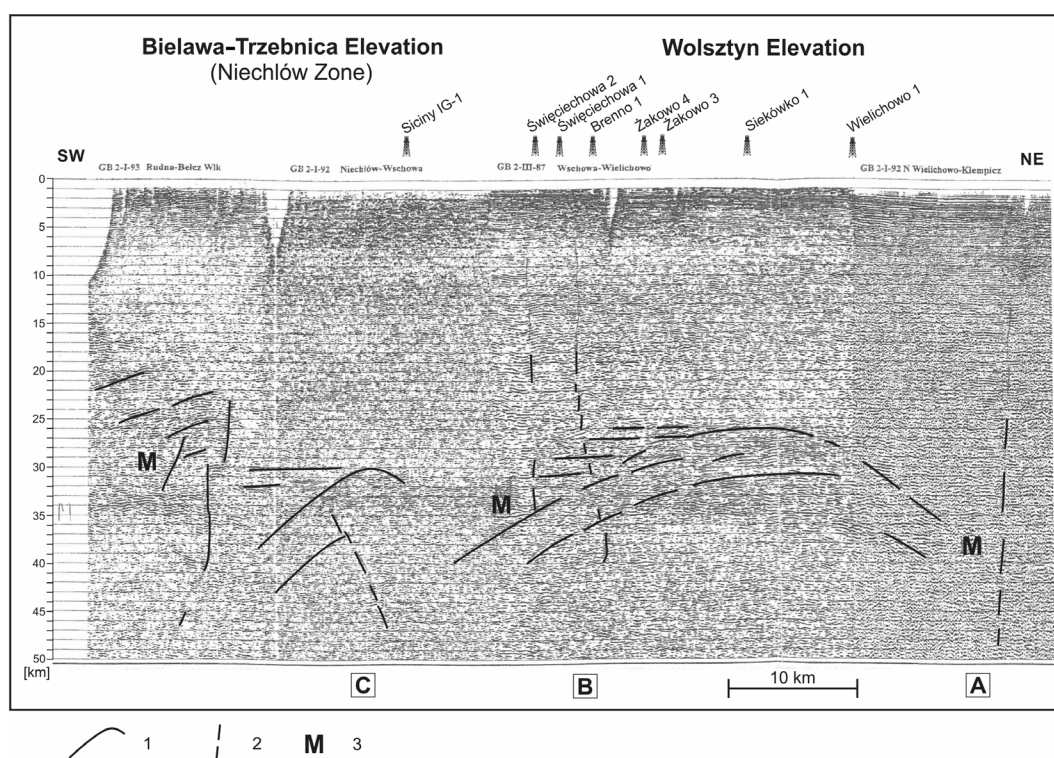 Bielawa–Trzebnica Elevation
(Niechlów Zone)
Wolsztyn Elevation
Siciny IG-1
Święciechowa 2
Święciechowa 1
Brenno 1
Żakowo 4
Żakowo 3
Siekówko 1
Wielichowo 1
SW
NE
GB 2-I-93 Rudna-Bełcz Wlk
GB 2-I-92 Niechlów-Wschowa
GB 2-III-87 Wschowa-Wielichowo
GB 2-I-92 N Wielichowo-Klempicz
0
5
10
15
20
25
30
35
40
45
50
[km]
M
M
M
C
B
10 km
A
1
2
M 3